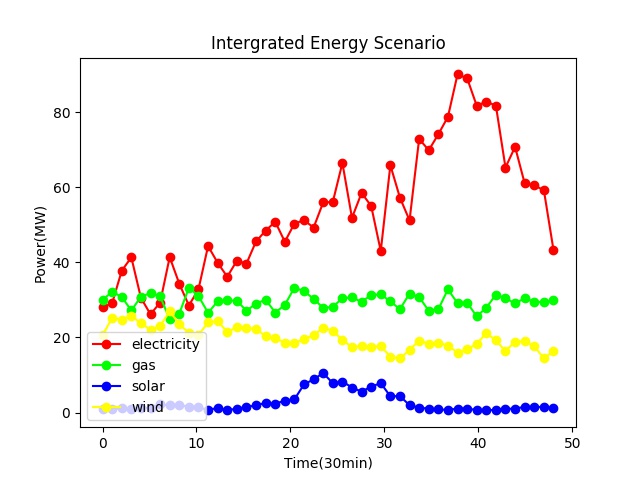 Intergrated Energy Scenario
Power(MW)
80
60
40
20
0
electricity
gas
solar
wind
0 10 20 30 40 50
Time(30min)